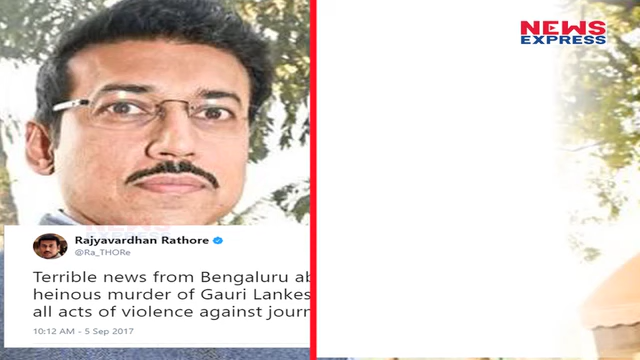 NEWS
EXPRESS
Rajyavardhan Rathore
@Ra_THORe
Terrible news from Bengaluru ab
heinous murder of Gauri Lankes
all acts of violence against journ
10:12 AM - 5 Sep 2017